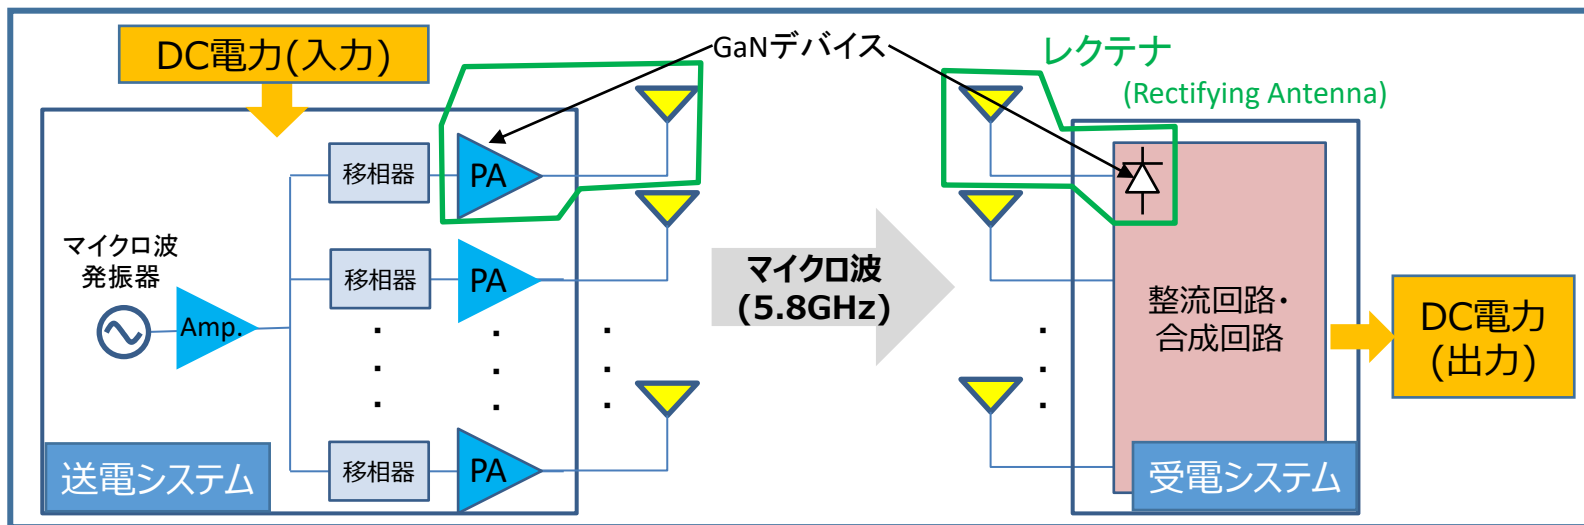 DC電力(入力)
GaNデバイス
レクテナ
(Rectifying Antenna)
移相器
PA
マイクロ波
発振器
Amp.
移相器
PA
マイクロ波
(5.8GHz)
整流回路・
合成回路
DC電力
(出力)
移相器
PA
送電システム
受電システム